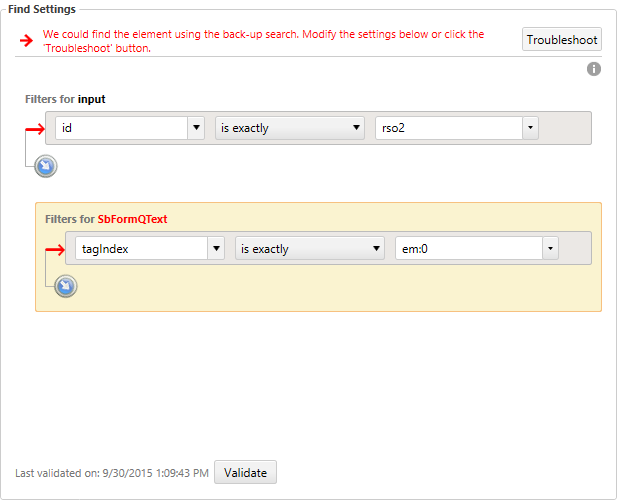 Find Settings
We could find the element using the back-up search. Modify the settings below or click the
'Troubleshoot' button.
Troubleshoot
Filters for input
id
is exactly
rso2
Filters for SbFormQText
tagIndex
is exactly
em:0
Last validated on: 9/30/2015 1:09:43 PM
Validate